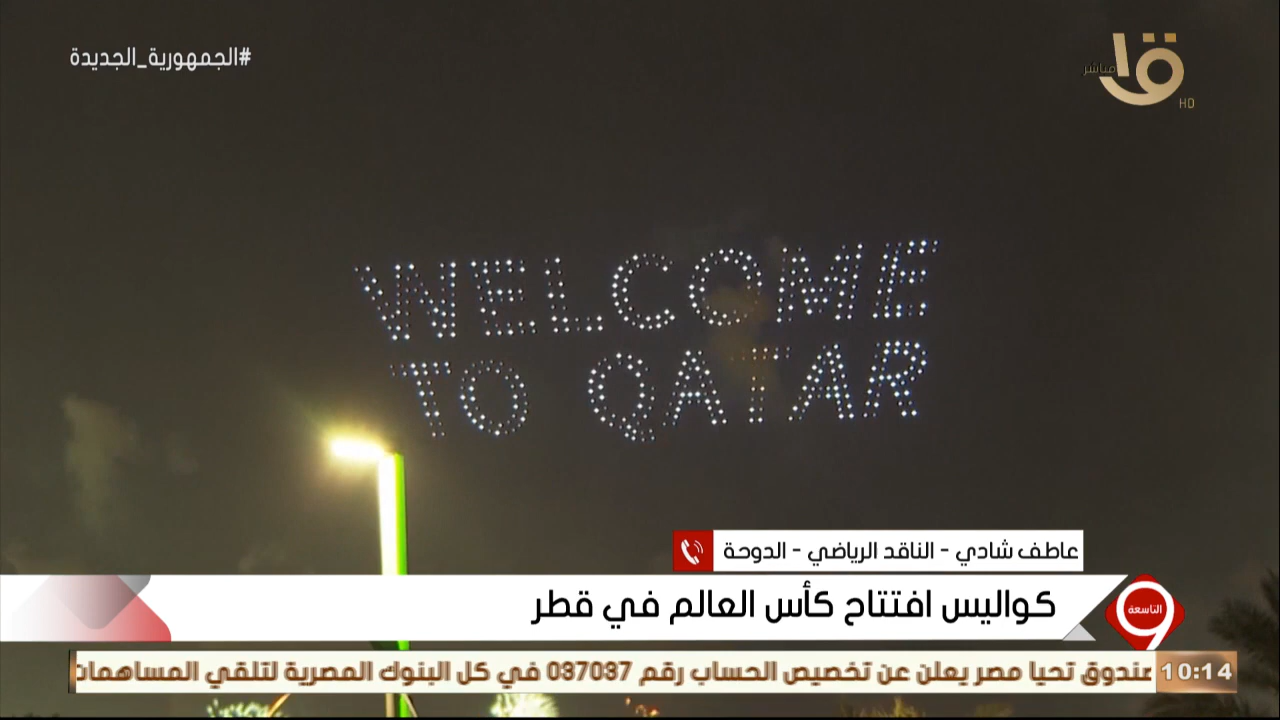 #الجمهورية_الجديدة
مباشر
HD
WELCOME
TO QATAR
عاطف شادي - الناقد الرياضي - الدوحة
كواليس افتتاح كأس العالم في قطر
التاسعة
9
صندوق تحيا مصر يعلن عن تخصيص الحساب رقم 037037 في كل البنوك المصرية لتلقي المساهمات
10:14